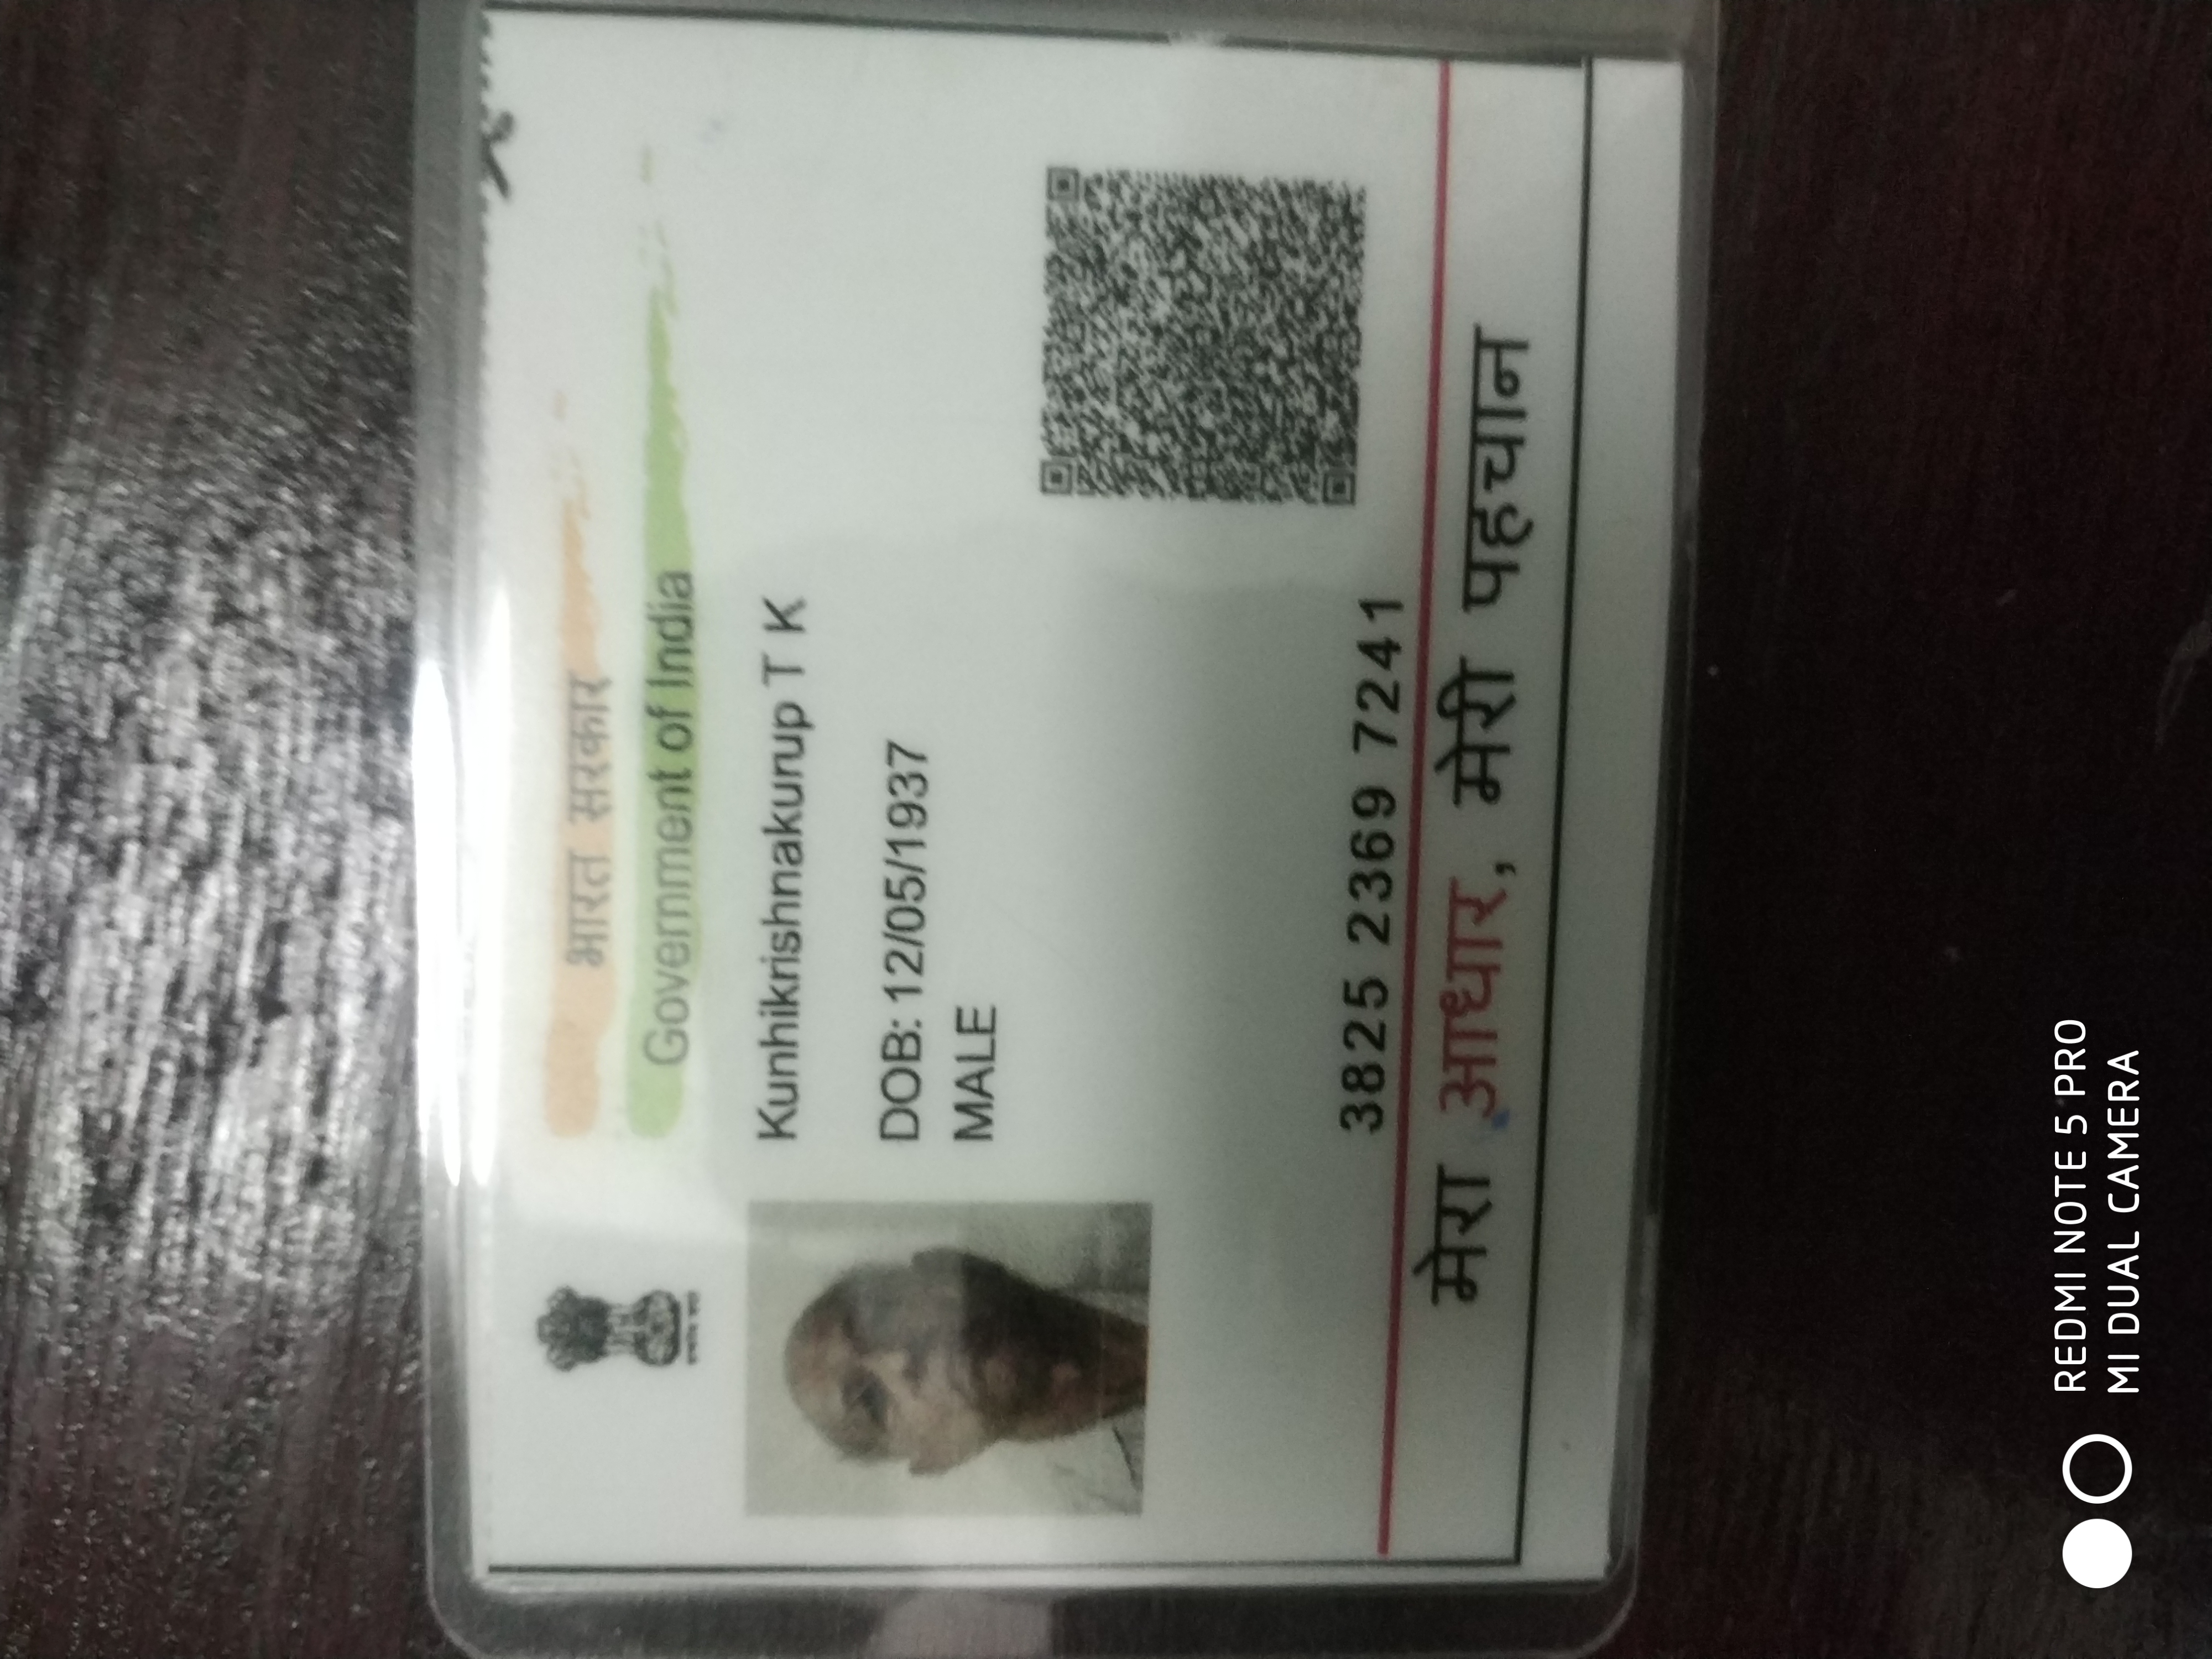 भारत सरकार
Government of India
Kunhikrishnakurup T K
DOB: 12/05/1937
MALE
3825 2369 7241
मेरा आधार, मेरी पहचान
REDMI NOTE 5 PRO
MI DUAL CAMERA